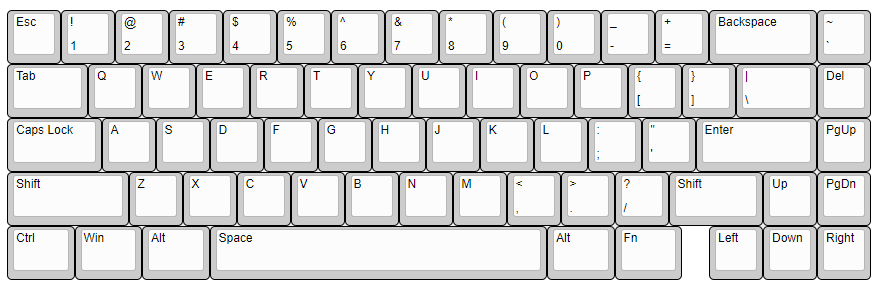 Esc ! @ # $ % ^ & * ( ) _ + Backspace ~
1 2 3 4 5 6 7 8 9 0 - = `
Tab Q W E R T Y U I O P { } | Del
[ ] \
Caps Lock A S D F G H J K L : " Enter PgUp
; '
Shift Z X C V B N M < > ? Shift Up PgDn
, . /
Ctrl Win Alt Space Alt Fn Left Down Right